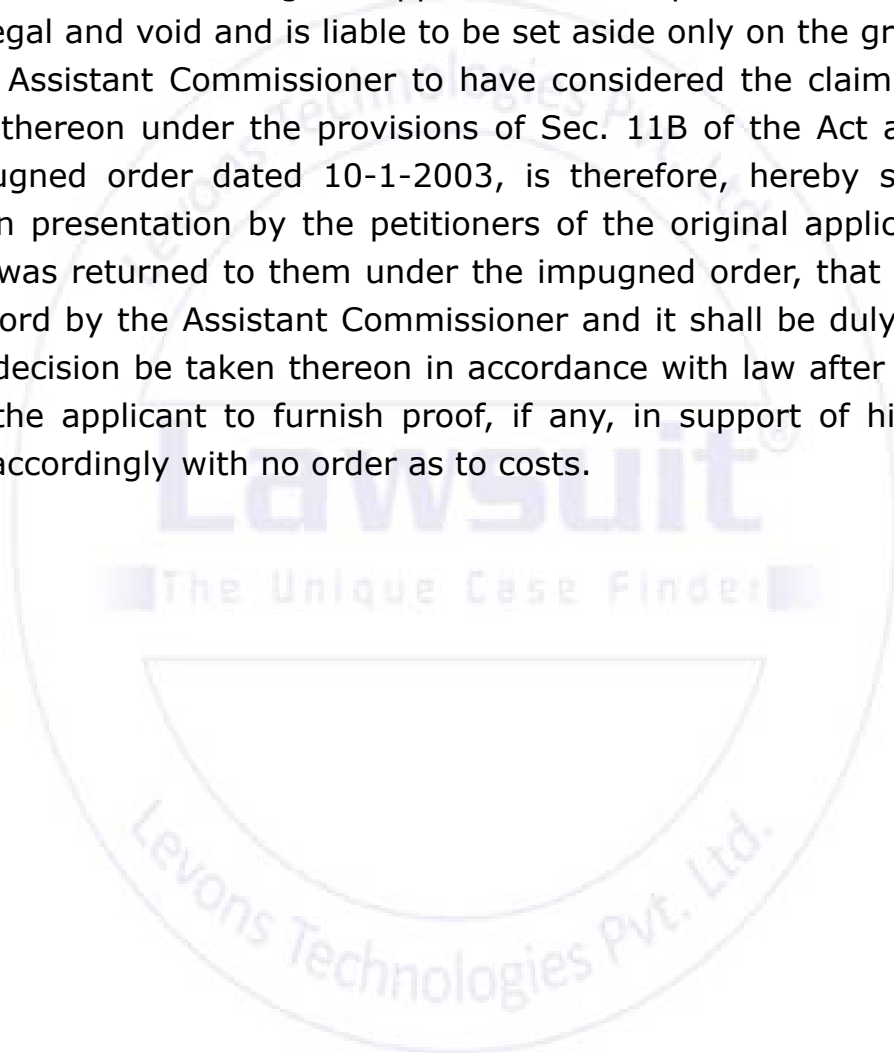 egal and void and is liable to be set aside only on the gr
Assistant Commissioner to have considered the claim
thereon under the provisions of Sec. 11B of the Act a
ugned order dated 10-1-2003, is therefore, hereby s
n presentation by the petitioners of the original applic
was returned to them under the impugned order, that
ord by the Assistant Commissioner and it shall be duly
decision be taken thereon in accordance with law after
the applicant to furnish proof, if any, in support of hi
accordingly with no order as to costs.
Levons Technologies Pvt. Ltd.
Lawsuit®
The Unique Case Finder
Levons Technologies Pvt. Ltd.